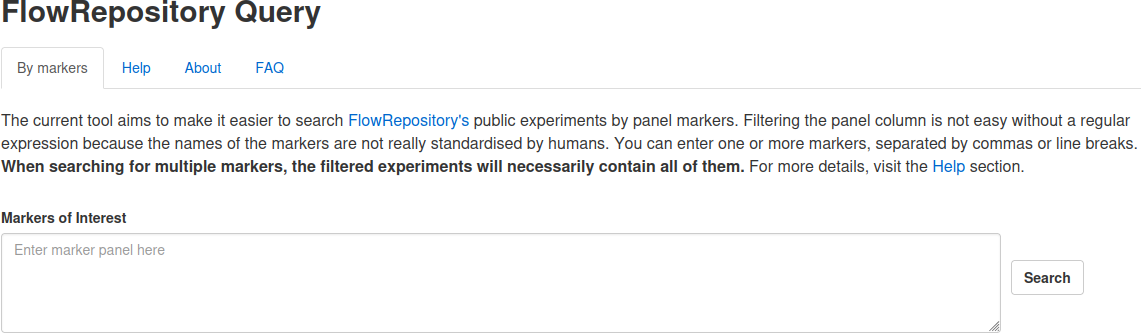 FlowRepository Query
By markers Help About FAQ
The current tool aims to make it easier to search FlowRepository's public experiments by panel markers. Filtering the panel column is not easy without a regular
expression because the names of the markers are not really standardised by humans. You can enter one or more markers, separated by commas or line breaks.
When searching for multiple markers, the filtered experiments will necessarily contain all of them. For more details, visit the Help section.
Markers of Interest
Enter marker panel here
Search